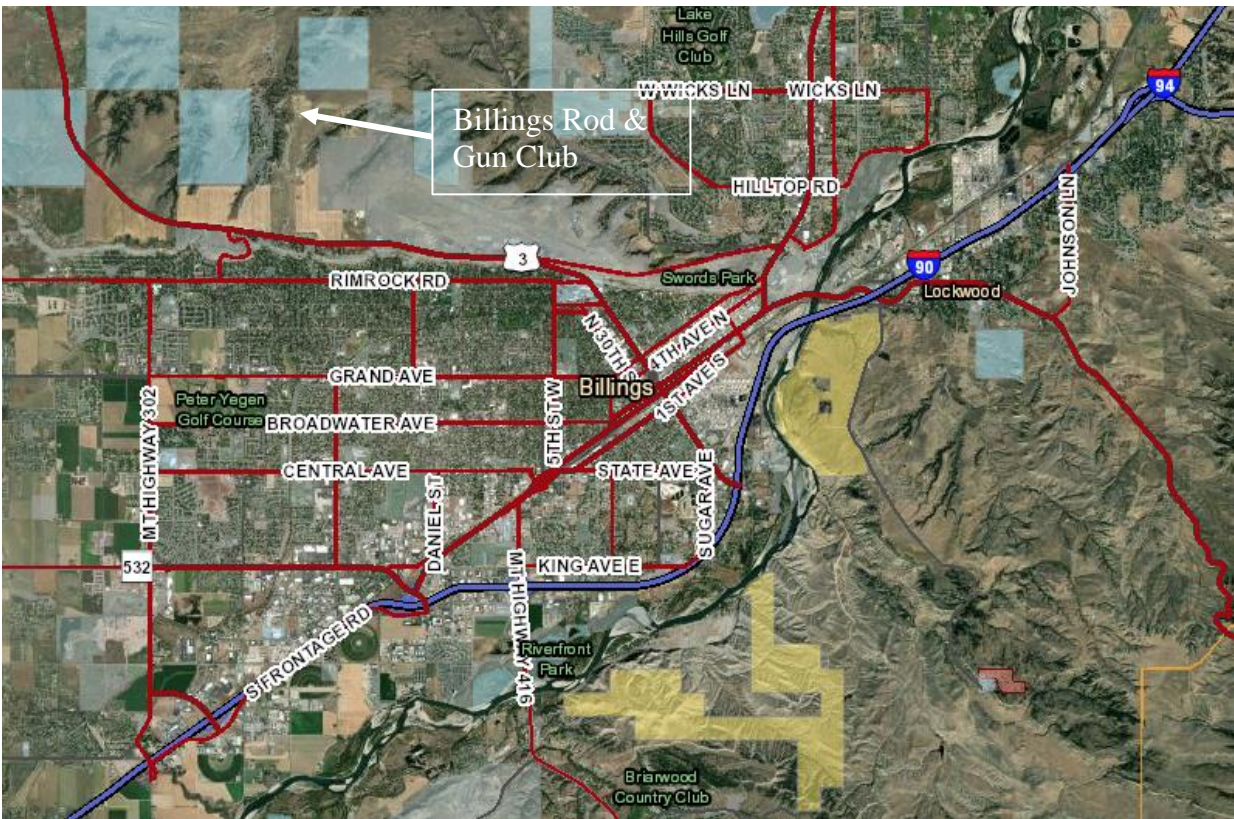 Lake
Hills Golf
Club
W WICKS LN
WICKS LN
94
Billings Rod &
Gun Club
HILLTOP RD
JOHNSON LN
3
90
RIMROCK RD
Swords Park
Lockwood
N 30TH S
4TH AVE N
GRAND AVE
Billings
1ST AVE S
Peter Yegen
Golf Course
MT HIGHWAY 302
BROADWATER AVE
5TH ST W
CENTRAL AVE
STATE AVE
DANIEL ST
SUGAR AVE
532
KING AVE E
MT HIGHWAY 416
S FRONTAGE RD
Riverfront
Park
Briarwood
Country Club